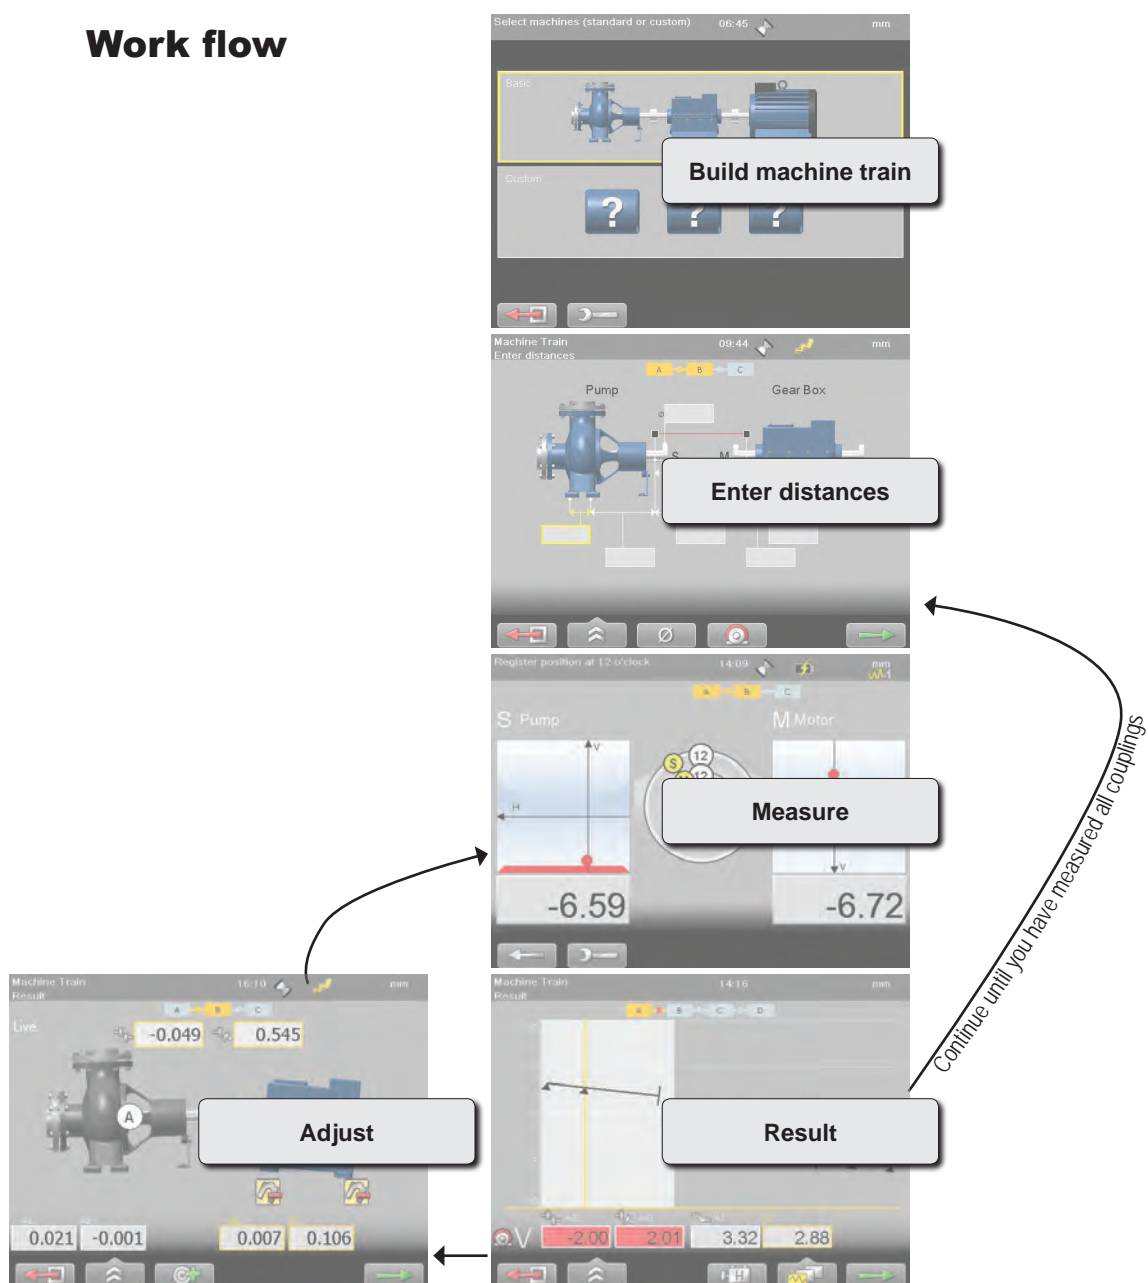 Work flow
Select machines (standard or custom) 06:45 mm
Basic
Build machine train
Custom
? ? ?
Machine Train 09:44 mm
Enter distances
A B C
Pump Gear Box
Ø
S M
Enter distances
Ø
Register position at 12 o'clock 14:09 mm
1
A B C
S Pump M Motor
V
S 12
12
H
Measure
V
-6.59 -6.72
Continue until you have measured all couplings
Machine Train 16:10 mm
Result
A B C
Live
-0.049 0.545
A
Adjust
0.021 -0.001 0.007 0.106
Machine Train 14:16 mm
Result
A B C D
Result
V -2.00 2.01 3.32 2.88
H